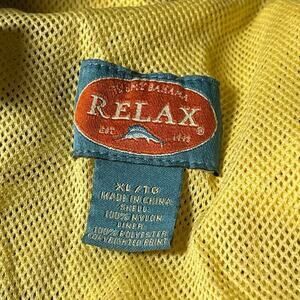 TOMMY BAHAMA
RELAX®
EST. 1992
XL / TG
MADE IN CHINA
SHELL:
100% NYLON
LINER:
100% POLYESTER
COPYRIGHTED PRINT